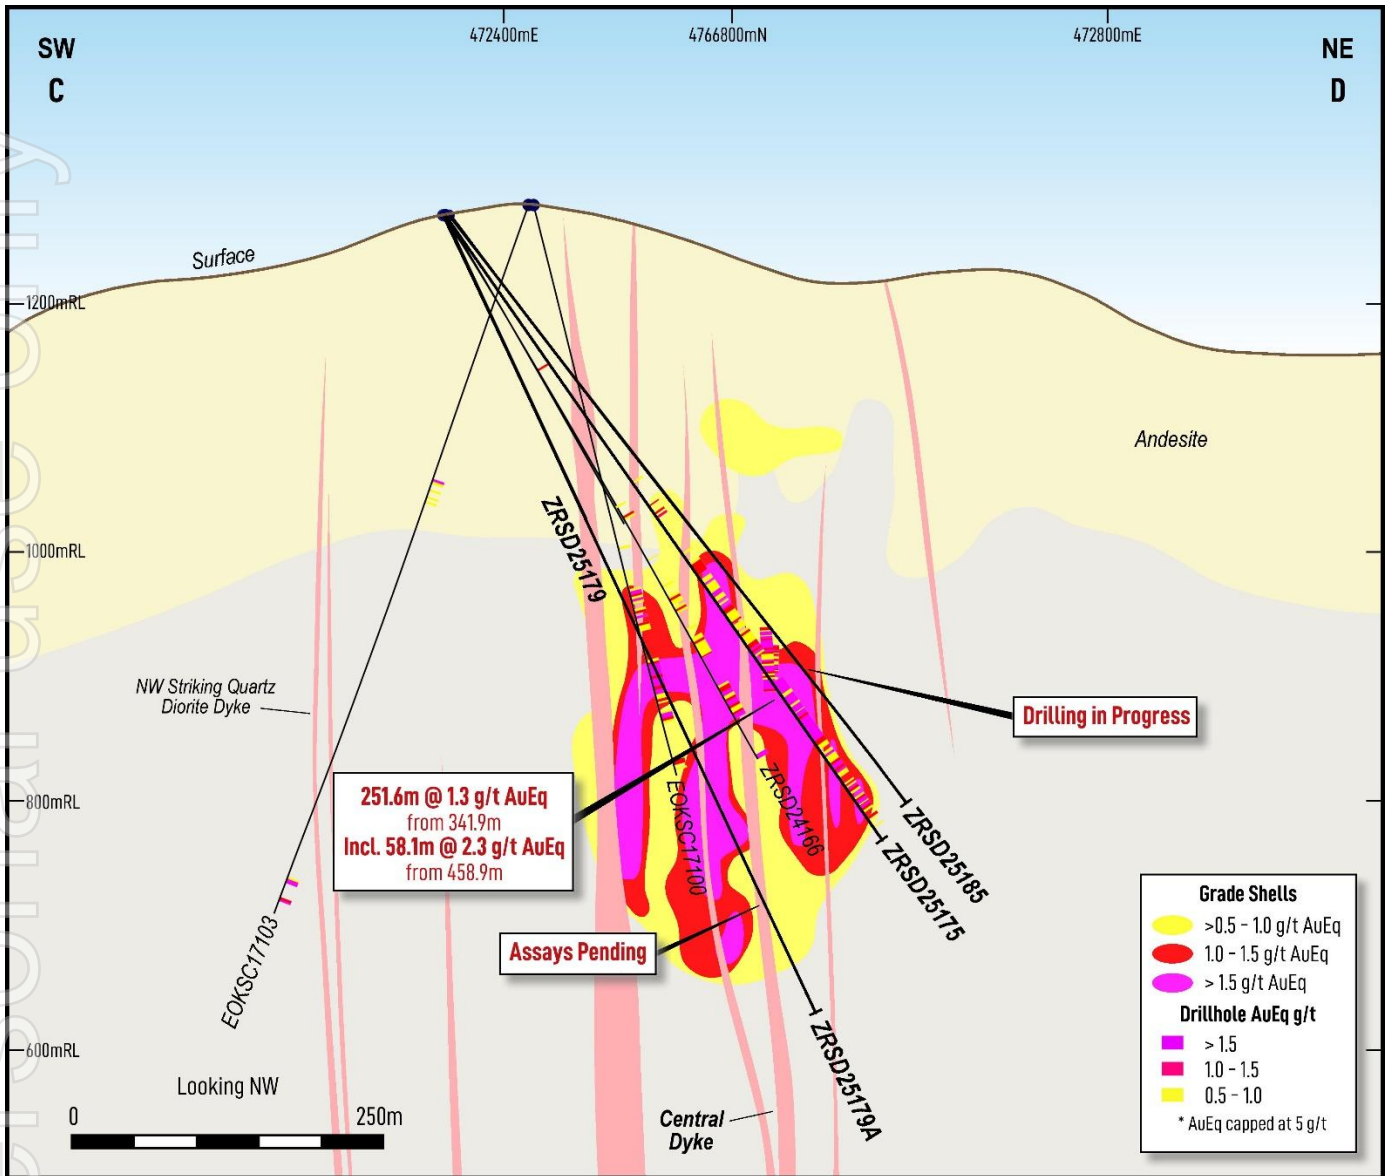 472400mE
4766800mN
472800mE
SW
C
NE
D
Surface
1200mRL
Andesite
1000mRL
ZRSD25179
NW Striking Quartz
Diorite Dyke
Drilling in Progress
251.6m @ 1.3 g/t AuEq
from 341.9m
Incl. 58.1m @ 2.3 g/t AuEq
from 458.9m
800mRL
EOKSC17100
ZRSD24166
ZRSD25185
ZRSD25175
EOKSC17103
Assays Pending
ZRSD25179A
600mRL
Looking NW
0
250m
Central
Dyke
Grade Shells
>0.5 - 1.0 g/t AuEq
1.0 - 1.5 g/t AuEq
> 1.5 g/t AuEq
Drillhole AuEq g/t
> 1.5
1.0 - 1.5
0.5 - 1.0
* AuEq capped at 5 g/t